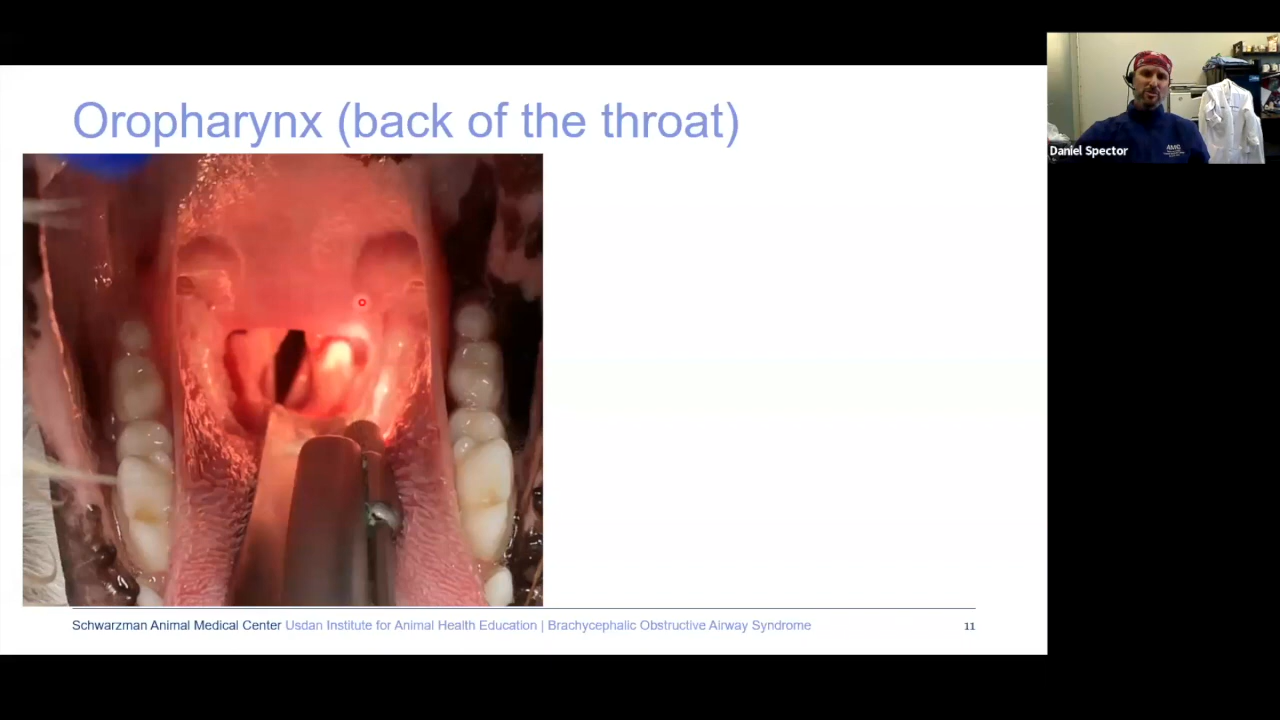 Oropharynx (back of the throat)
Daniel Spector
AMC
Schwarzman Animal Medical Center Usdan Institute for Animal Health Education | Brachycephalic Obstructive Airway Syndrome
11